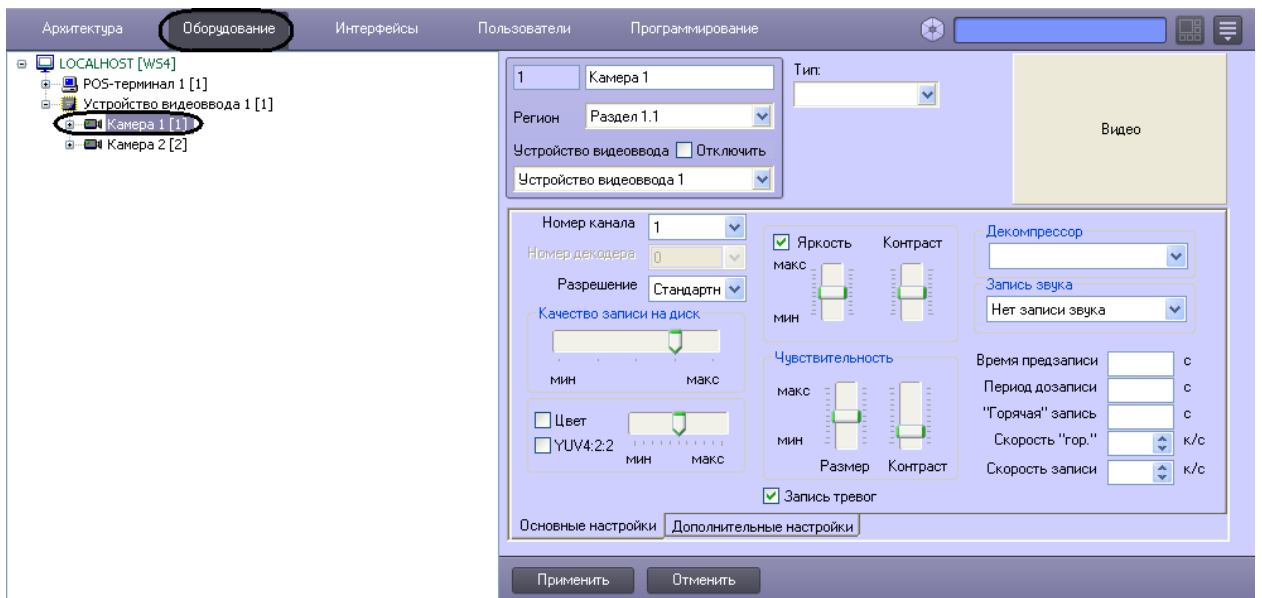 Архитектура Оборудование Интерфейсы Пользователи Программирование
LOCALHOST [WS4]
POS-терминал 1 [1]
Устройство видеоввода 1 [1]
Камера 1 [1]
Камера 2 [2]
1 Камера 1
Тип:
Регион Раздел 1.1
Устройство видеоввода Отключить
Устройство видеоввода 1
Видео
Номер канала 1
Номер декодера 0
Разрешение Стандартн
Качество записи на диск
мин макс
Цвет
YUV4:2:2
мин макс
Яркость Контраст
макс
мин
Чувствительность
макс
мин
Размер Контраст
Запись тревог
Декомпрессор
Запись звука
Нет записи звука
Время предзаписи с
Период дозаписи с
"Горячая" запись с
Скорость "гор." к/с
Скорость записи к/с
Основные настройки Дополнительные настройки
Применить Отменить